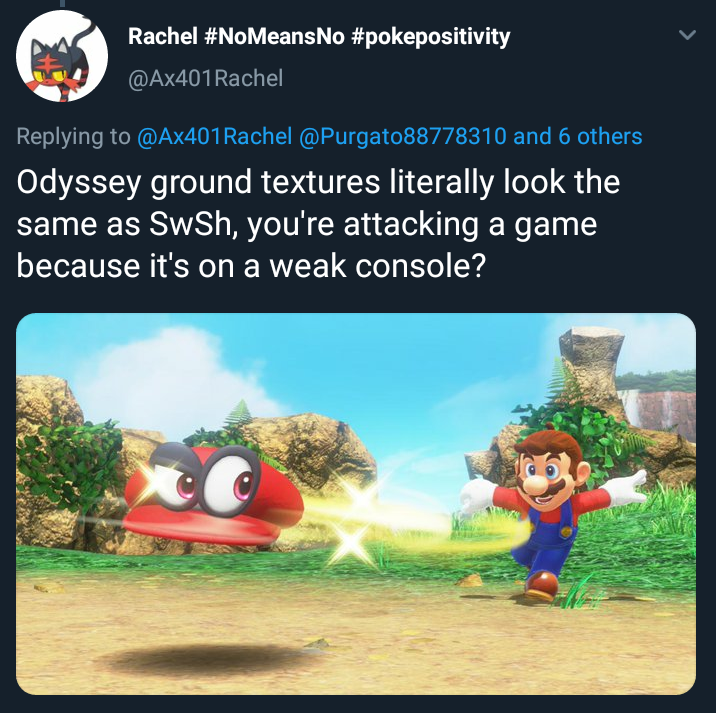 Rachel #NoMeansNo #pokepositivity
@Ax401Rachel
Replying to @Ax401Rachel @Purgato88778310 and 6 others
Odyssey ground textures literally look the
same as SwSh, you're attacking a game
because it's on a weak console?